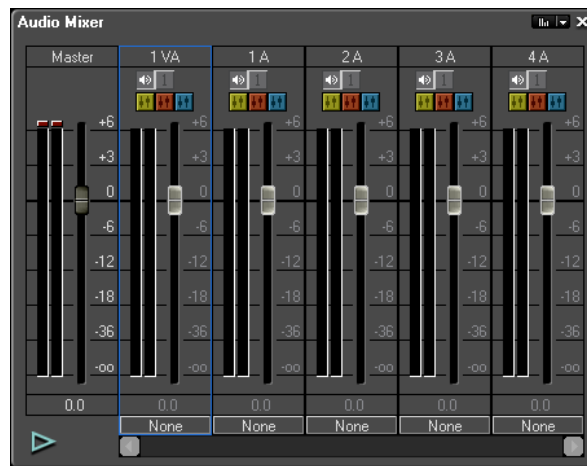 Audio Mixer
Master 1 VA 1 A 2 A 3 A 4 A
1 1 1 1 1
+6 +6 +6 +6 +6 +6
+3 +3 +3 +3 +3 +3
0 0 0 0 0 0
-6 -6 -6 -6 -6 -6
-12 -12 -12 -12 -12 -12
-18 -18 -18 -18 -18 -18
-36 -36 -36 -36 -36 -36
-oo -oo -oo -oo -oo -oo
0.0 0.0 0.0 0.0 0.0 0.0
None None None None None